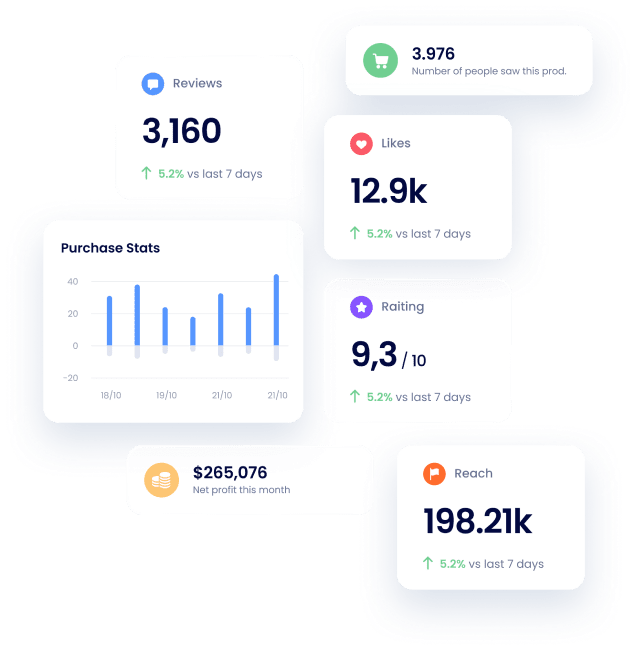 3.976
Number of people saw this prod.
Reviews
3,160
5.2% vs last 7 days
Likes
12.9k
5.2% vs last 7 days
Purchase Stats
40
20
0
-20
18/10 19/10 21/10 21/10
Raiting
9,3 / 10
5.2% vs last 7 days
$265,076
Net profit this month
Reach
198.21k
5.2% vs last 7 days